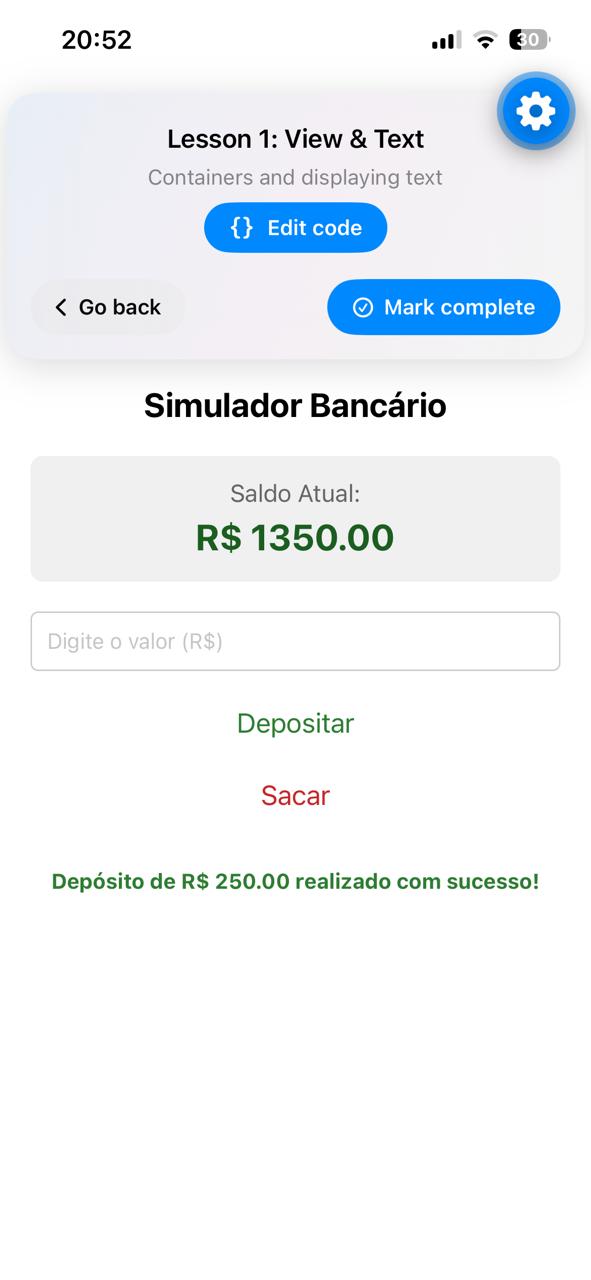 20:52
30
Lesson 1: View & Text
Containers and displaying text
{} Edit code
Go back
Mark complete
Simulador Bancário
Saldo Atual:
R$ 1350.00
Digite o valor (R$)
Depositar
Sacar
Depósito de R$ 250.00 realizado com sucesso!